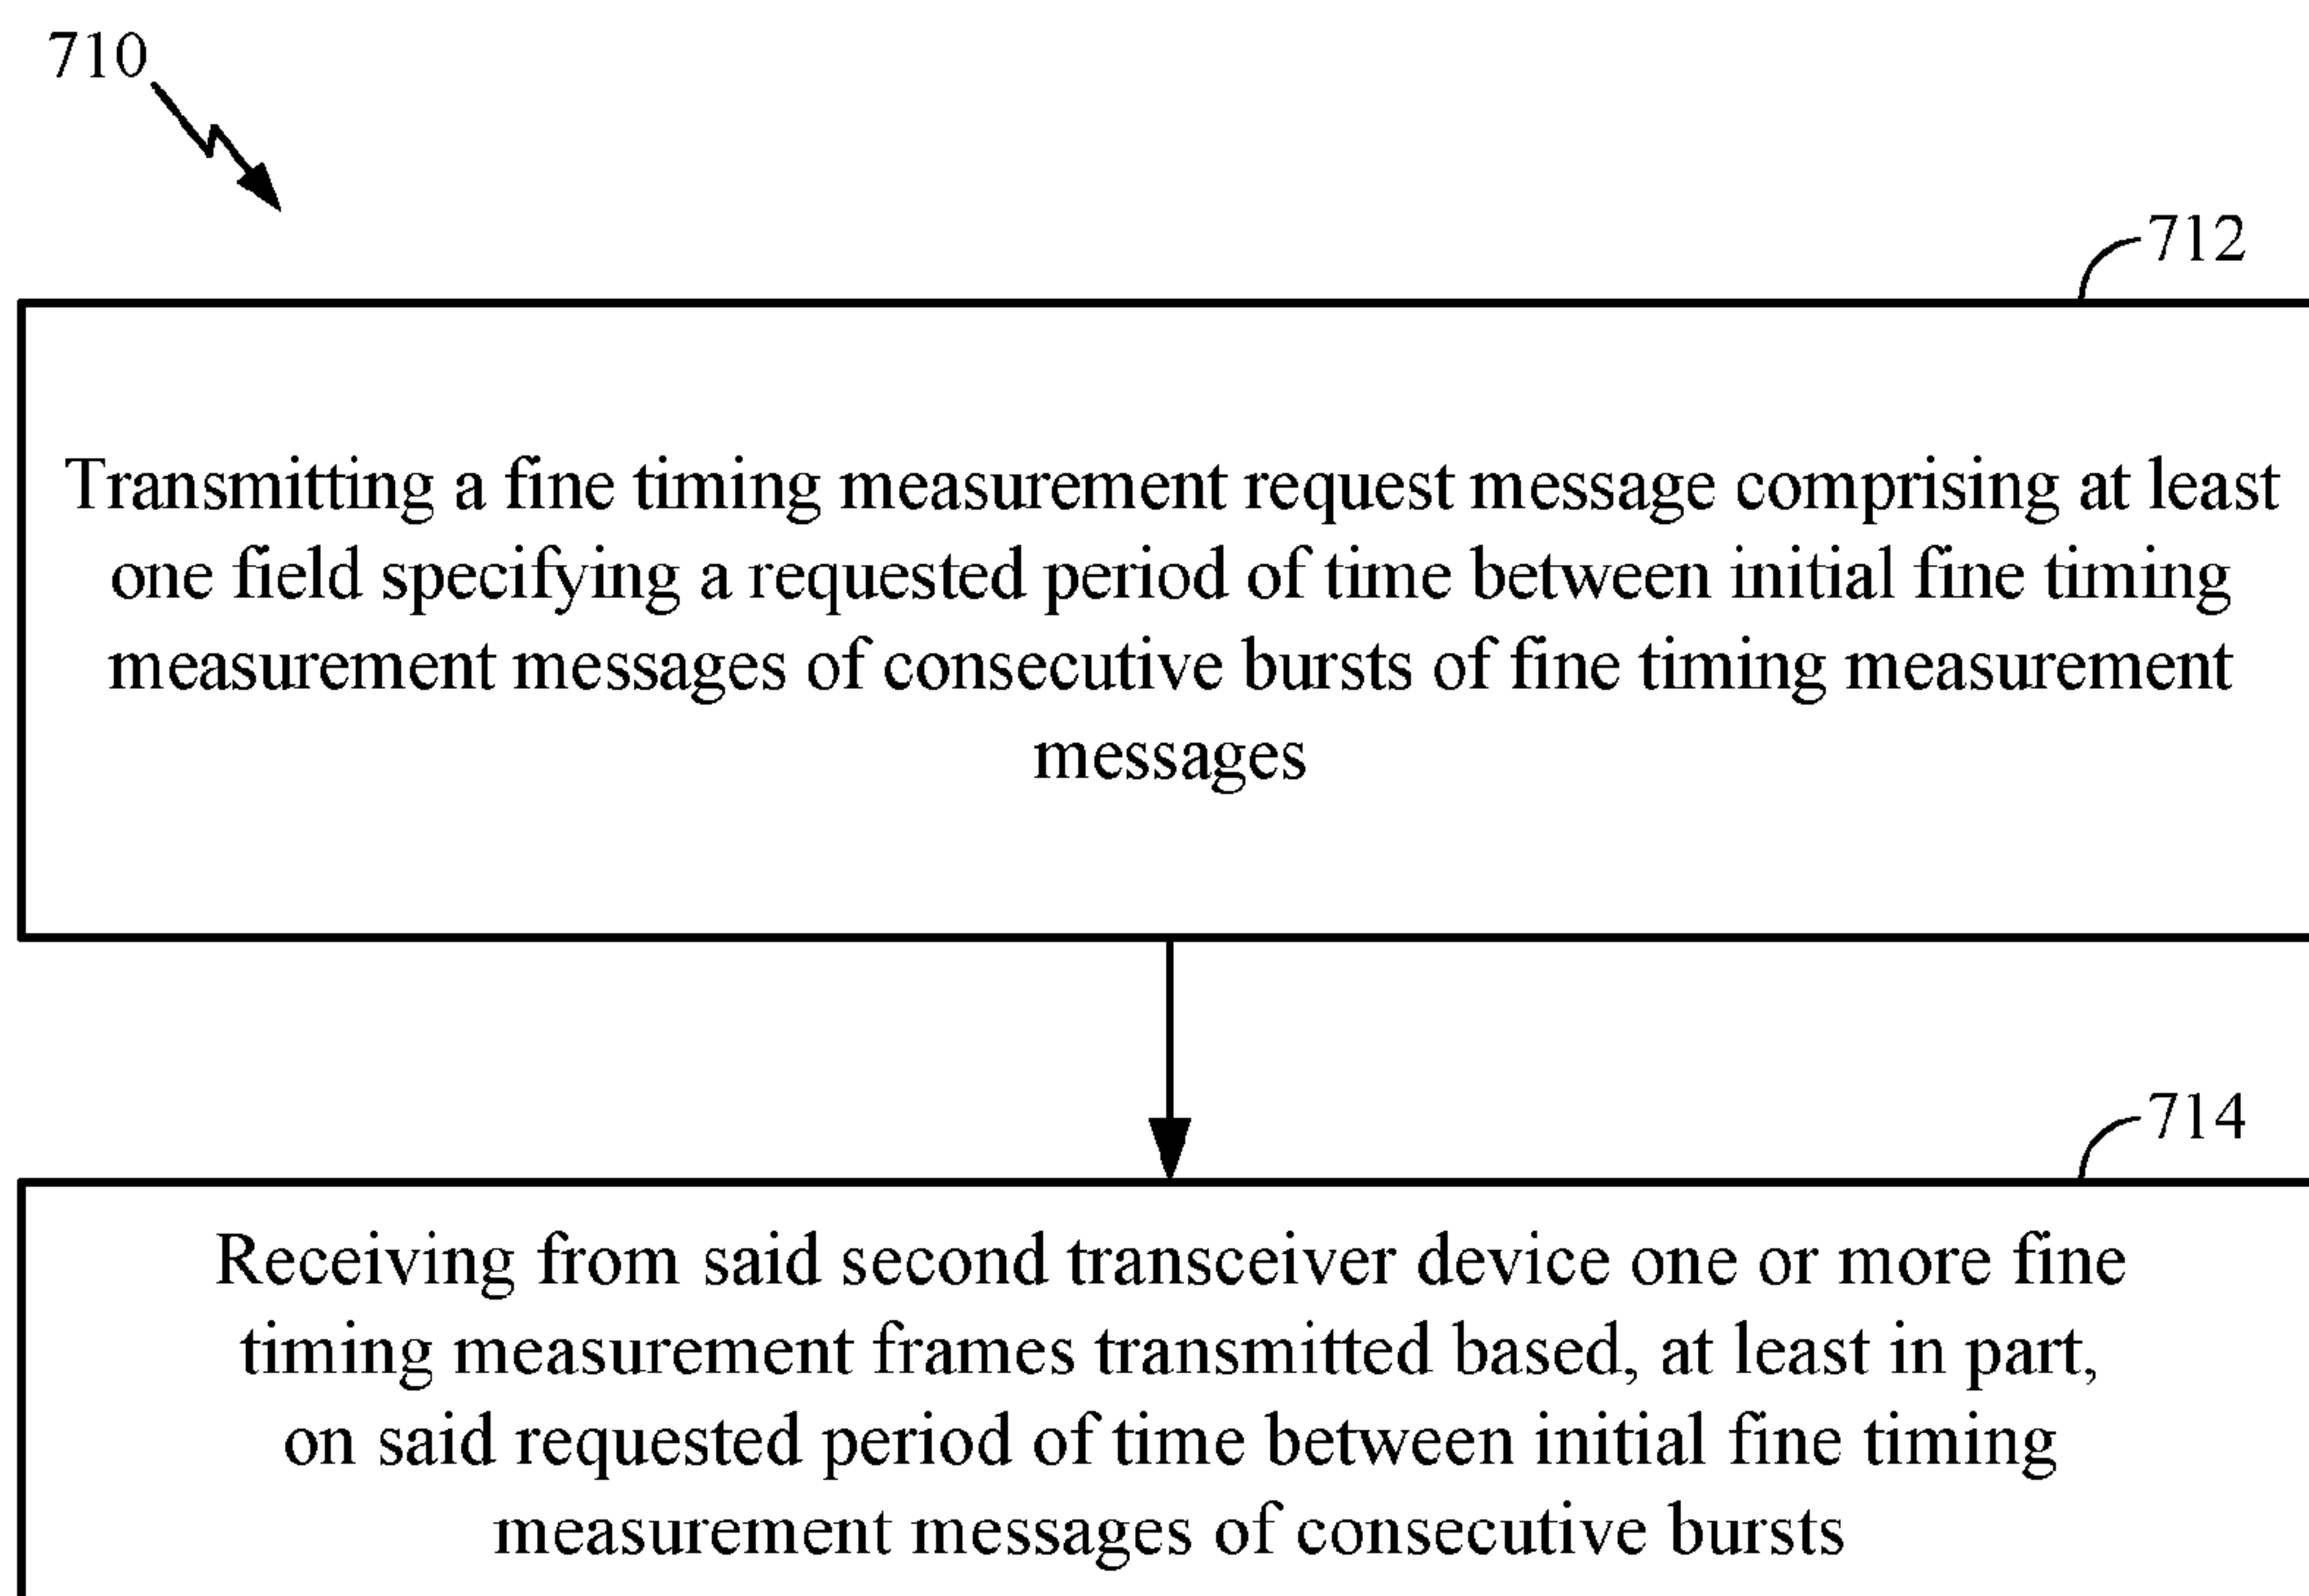 710
712
Transmitting a fine timing measurement request message comprising at least
one field specifying a requested period of time between initial fine timing
measurement messages of consecutive bursts of fine timing measurement
messages
714
Receiving from said second transceiver device one or more fine
timing measurement frames transmitted based, at least in part,
on said requested period of time between initial fine timing
measurement messages of consecutive bursts